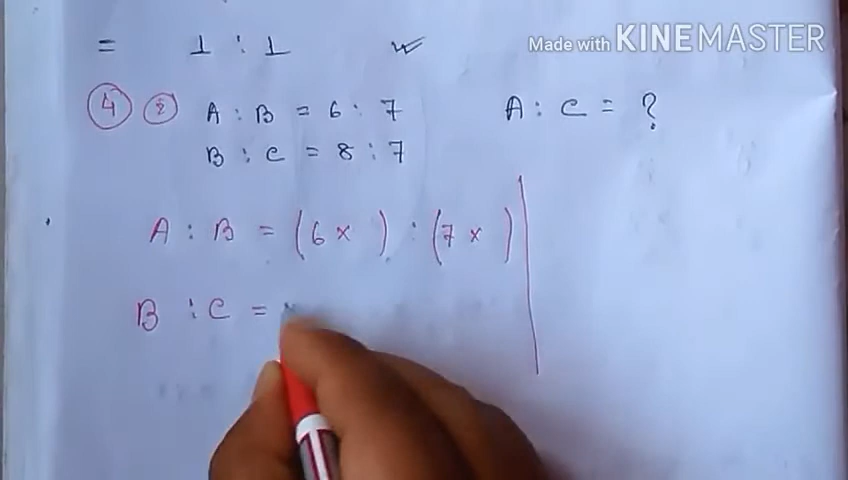 Made with KINEMASTER
= 1 : 1
4 2 A : B = 6 : 7 A : C = ?
B : C = 8 : 7
A : B = (6 × ) : (7 × )
B : C =